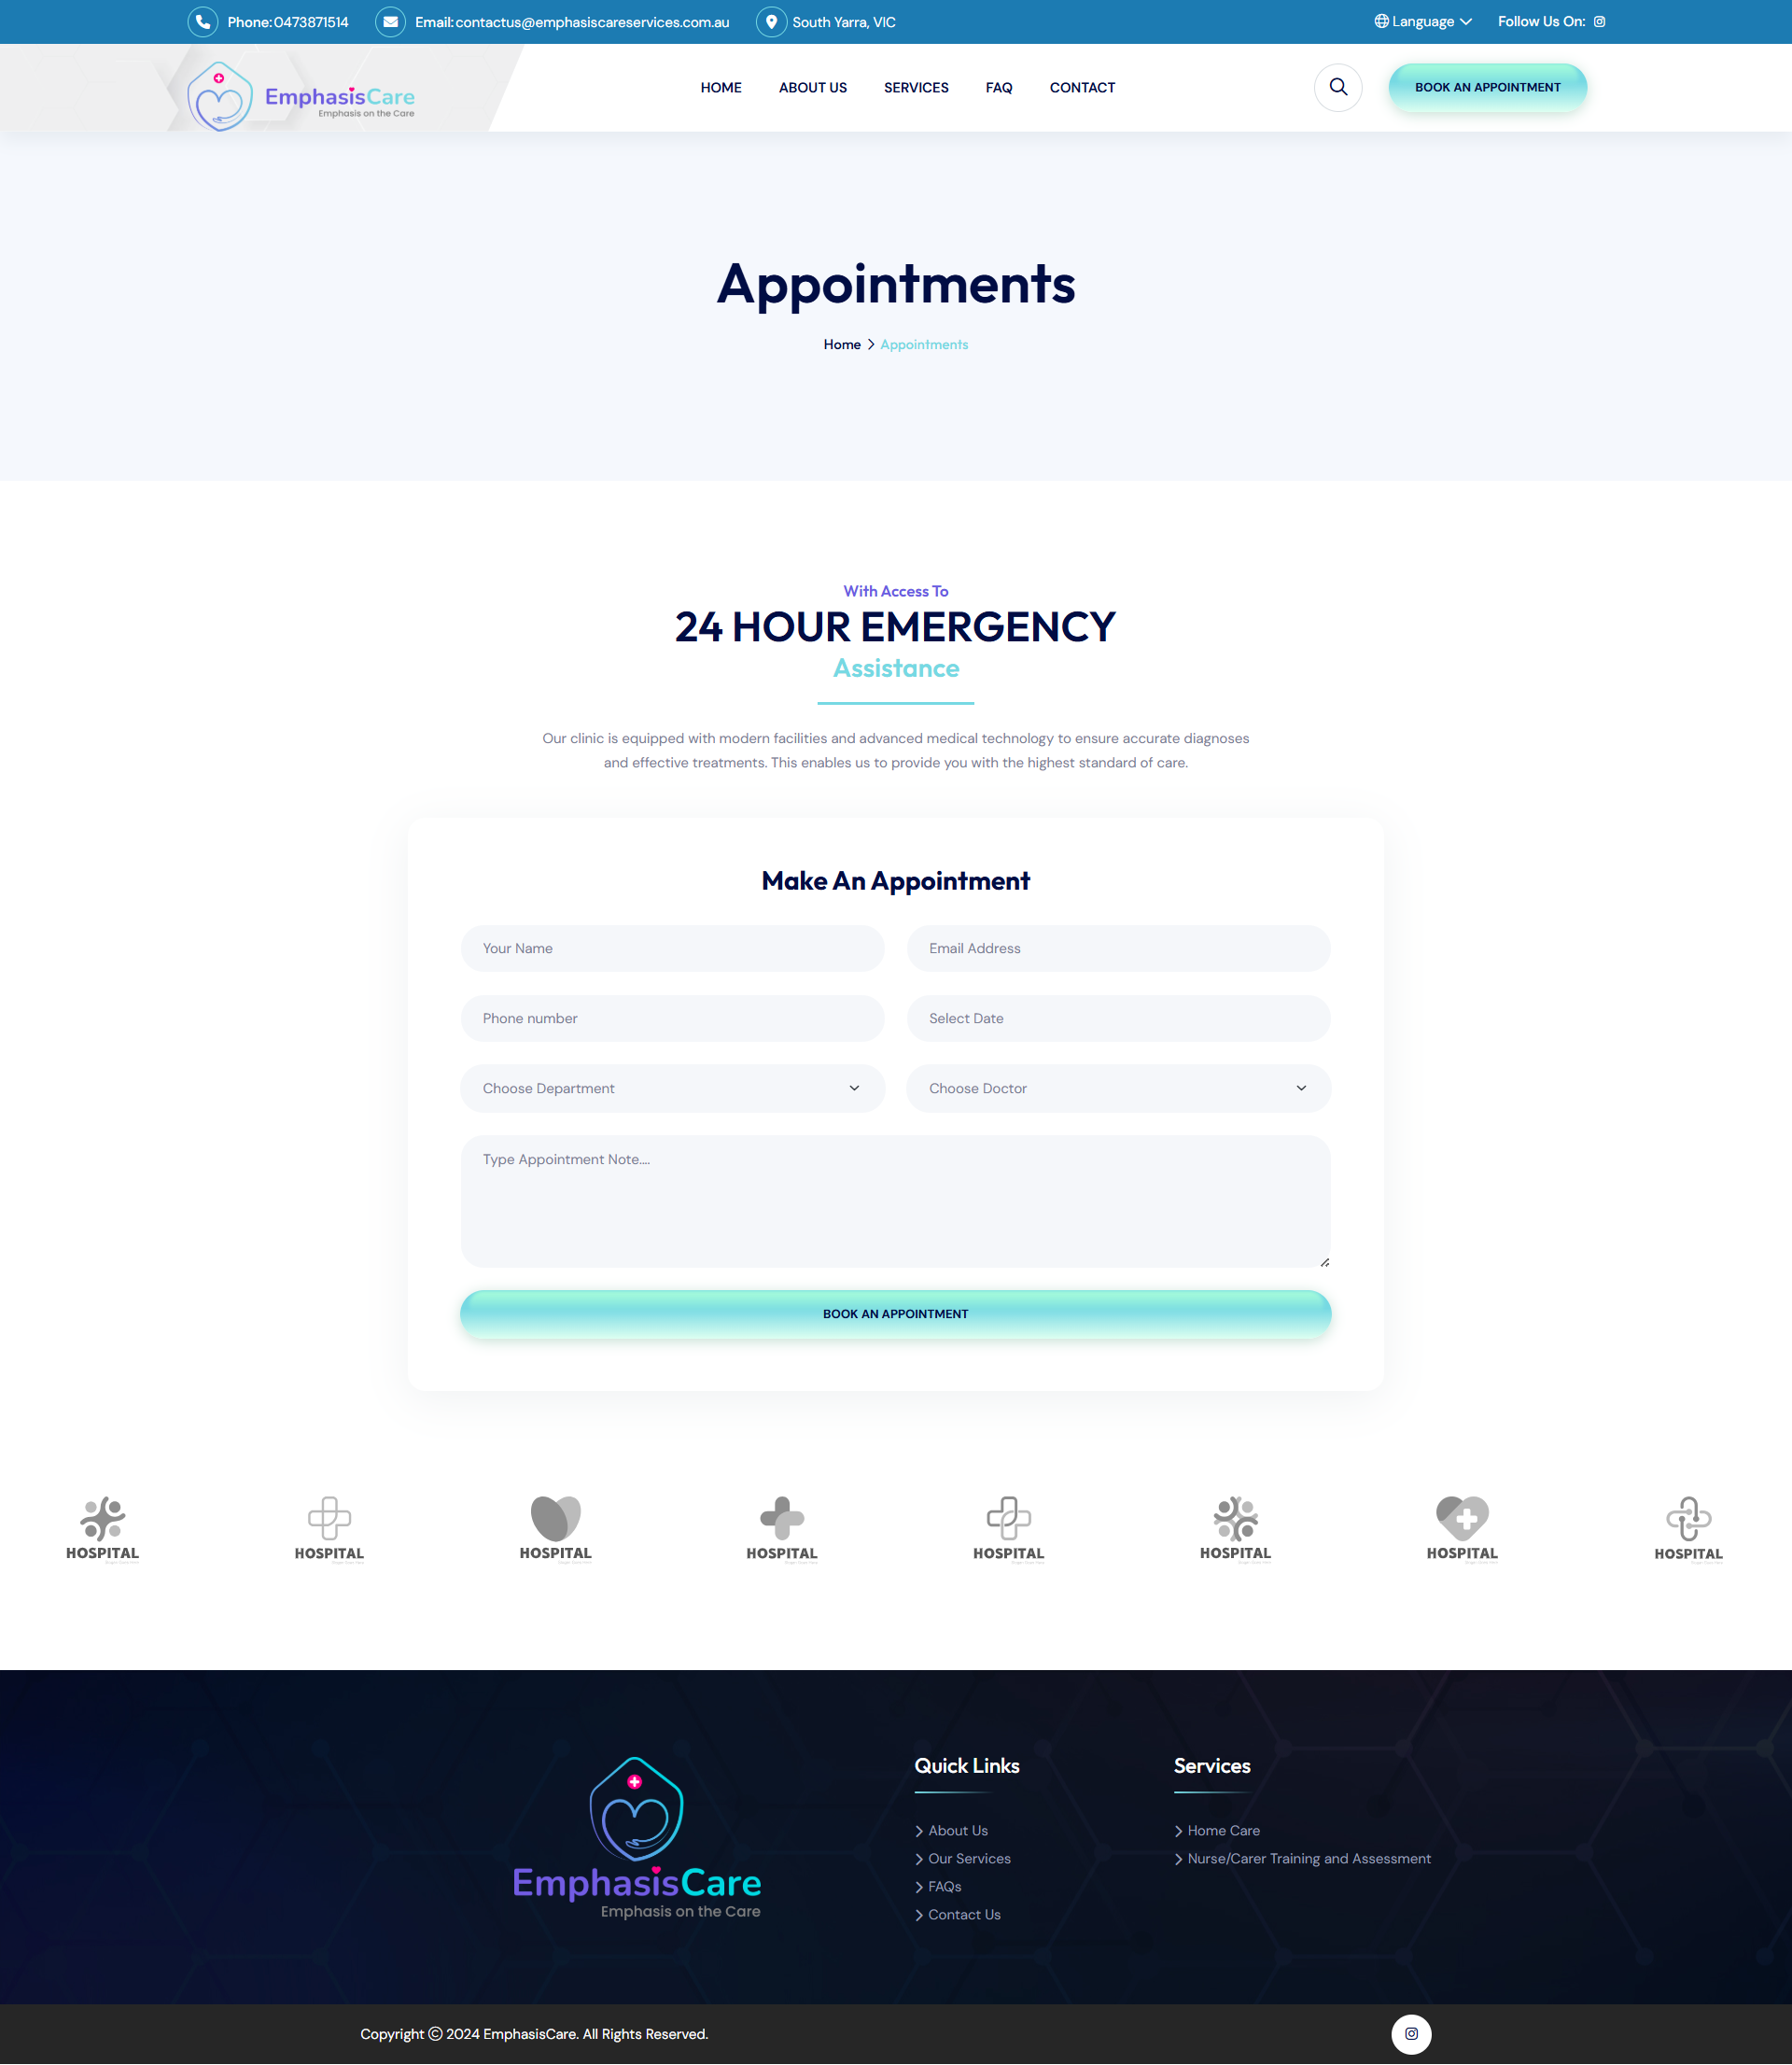 Phone: 0473871514 Email: contactus@emphasiscareservices.com.au South Yarra, VIC Language Follow Us On:
EmphasisCare
Emphasis on the Care
HOME ABOUT US SERVICES FAQ CONTACT
BOOK AN APPOINTMENT
Appointments
Home Appointments
With Access To
24 HOUR EMERGENCY
Assistance
Our clinic is equipped with modern facilities and advanced medical technology to ensure accurate diagnoses
and effective treatments. This enables us to provide you with the highest standard of care.
Make An Appointment
Your Name Email Address
Phone number Select Date
Choose Department Choose Doctor
Type Appointment Note....
BOOK AN APPOINTMENT
HOSPITAL HOSPITAL HOSPITAL HOSPITAL HOSPITAL HOSPITAL HOSPITAL HOSPITAL
EmphasisCare
Emphasis on the Care
Quick Links
About Us
Our Services
FAQs
Contact Us
Services
Home Care
Nurse/Carer Training and Assessment
Copyright © 2024 EmphasisCare. All Rights Reserved.